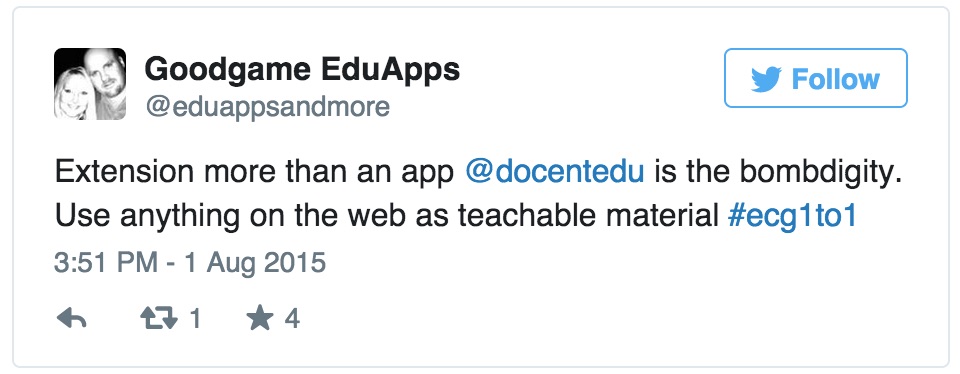 Goodgame EduApps
@eduappsandmore
Follow
Extension more than an app @docentedu is the bombdigity.
Use anything on the web as teachable material #ecg1to1
3:51 PM - 1 Aug 2015
1 4